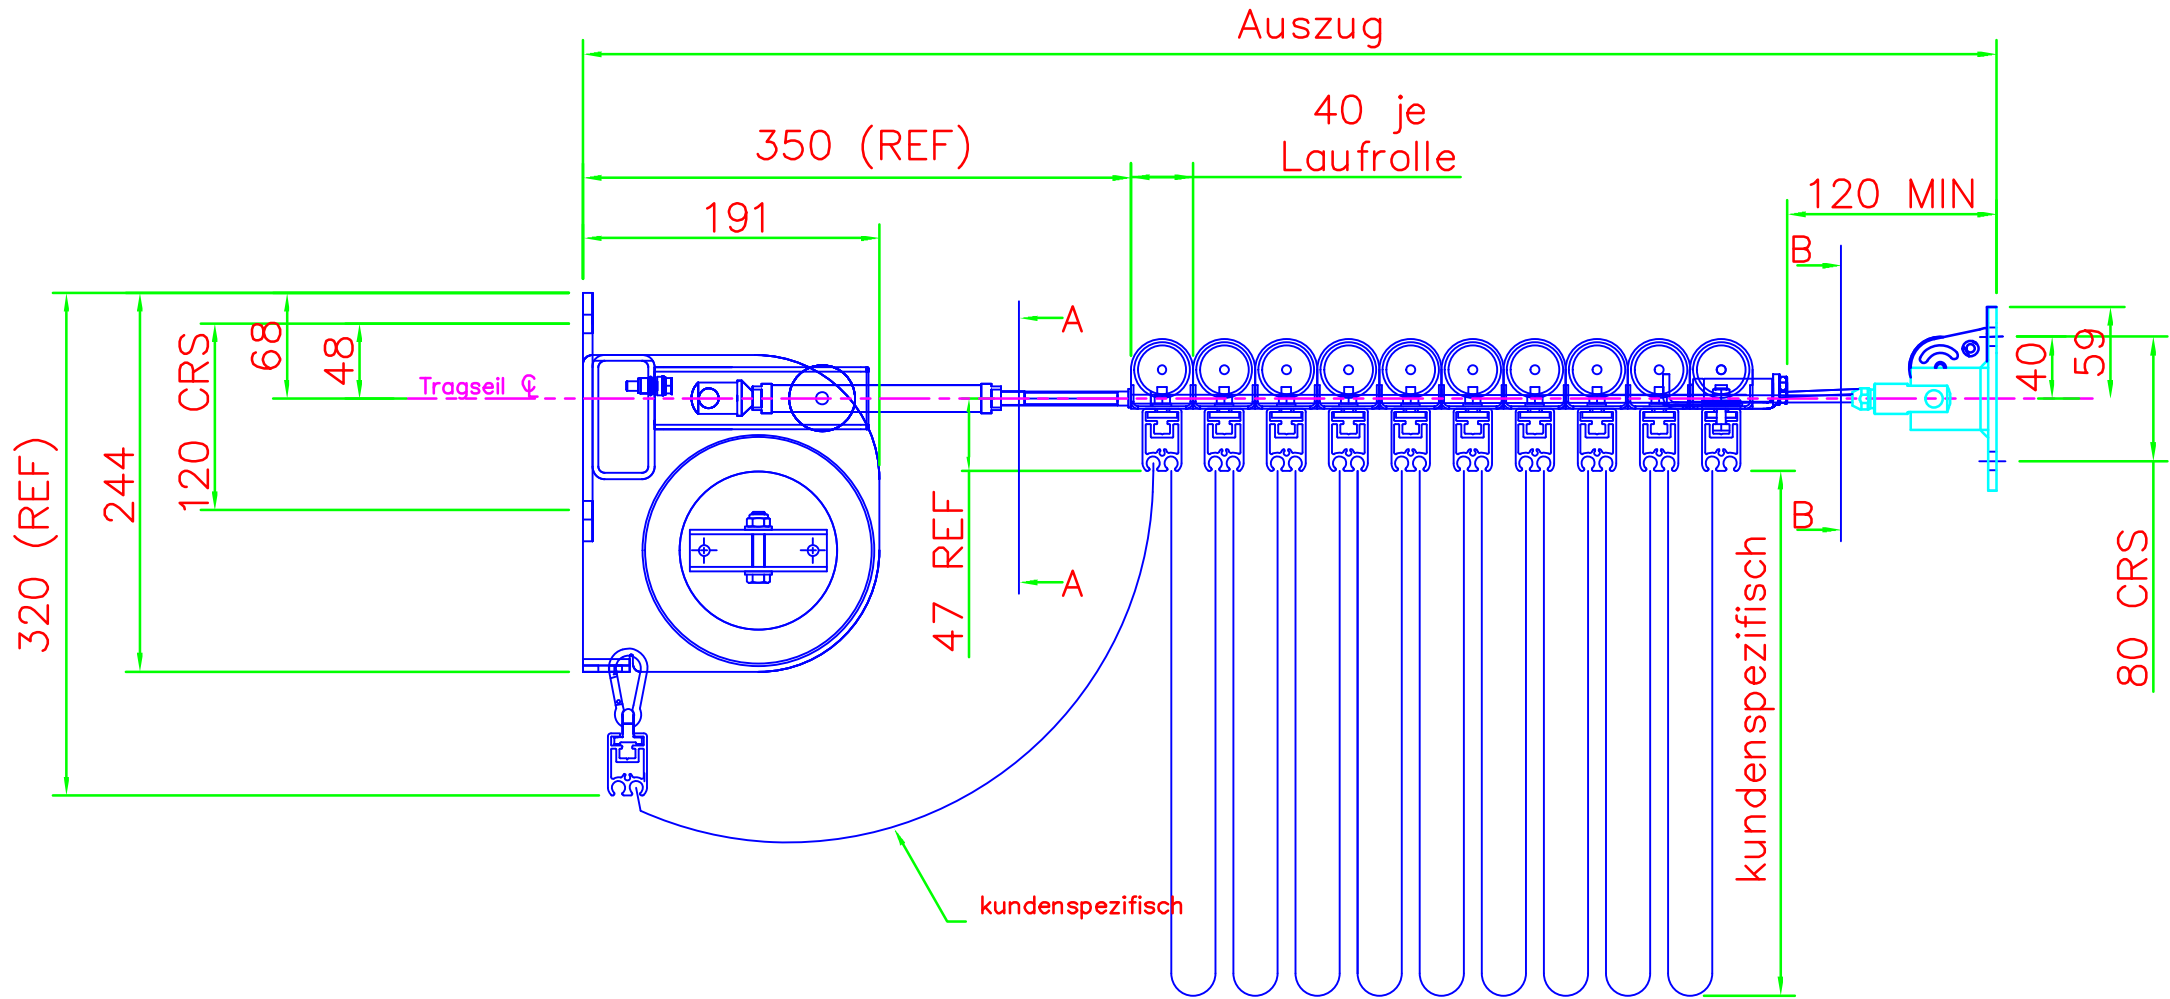 Auszug
40 je
Laufrolle
350 (REF)
120 MIN
191
B
A
68
48
120 CRS
244
320 (REF)
Tragseil ℄
40
59
80 CRS
47 REF
B
A
kundenspezifisch
kundenspezifisch